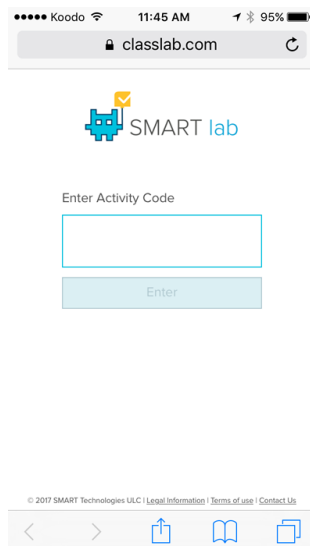 Koodo 11:45 AM 95%
classlab.com
SMART lab
Enter Activity Code
Enter
© 2017 SMART Technologies ULC | Legal Information | Terms of use | Contact Us